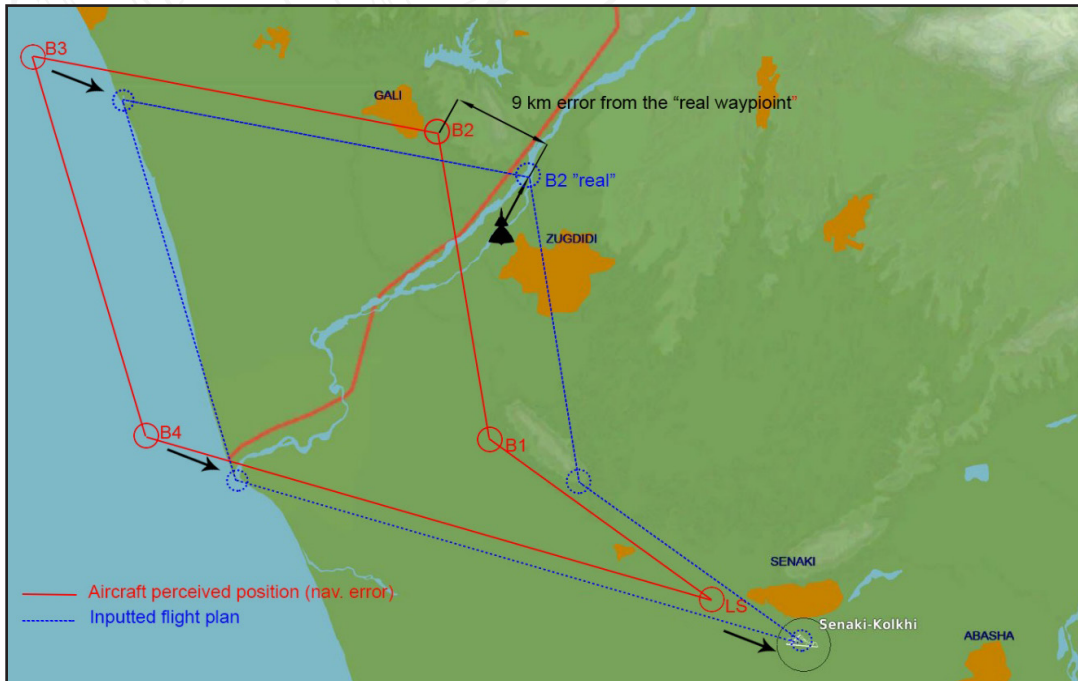 B3
GALI
9 km error from the "real waypoint"
B2
B2 "real"
ZUGDIDI
B4
B1
SENAKI
Aircraft perceived position (nav. error)
LS
Inputted flight plan
Senaki-Kolkhi
ABASHA